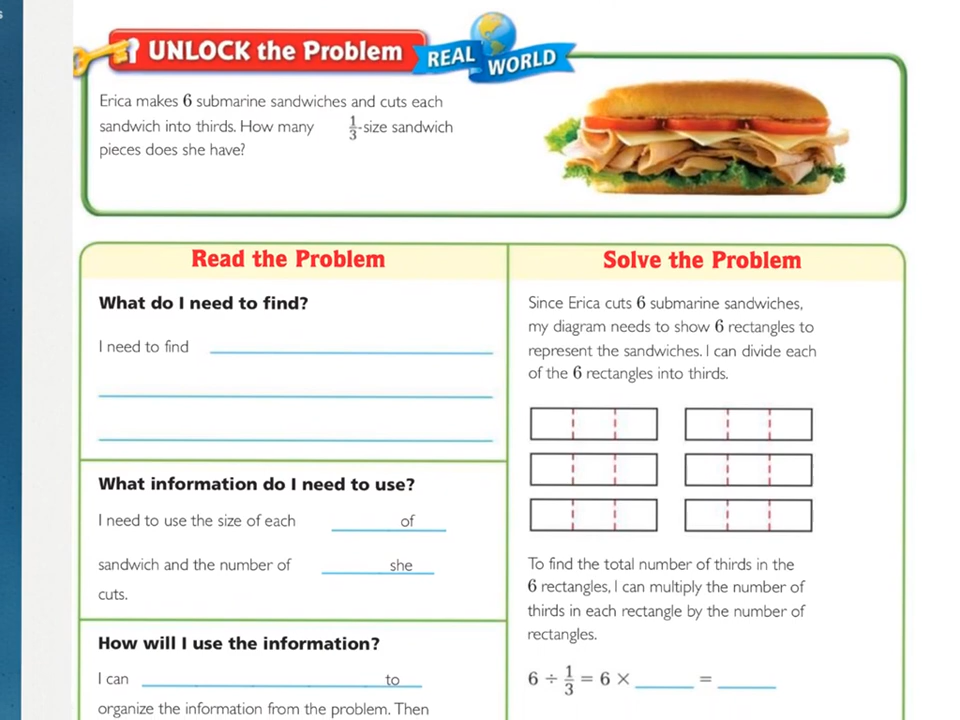 s
UNLOCK the Problem
REAL WORLD
Erica makes 6 submarine sandwiches and cuts each
sandwich into thirds. How many 1/3-size sandwich
pieces does she have?
Read the Problem
What do I need to find?
I need to find
What information do I need to use?
I need to use the size of each of
sandwich and the number of she
cuts.
How will I use the information?
I can to
organize the information from the problem. Then
Solve the Problem
Since Erica cuts 6 submarine sandwiches,
my diagram needs to show 6 rectangles to
represent the sandwiches. I can divide each
of the 6 rectangles into thirds.
To find the total number of thirds in the
6 rectangles, I can multiply the number of
thirds in each rectangle by the number of
rectangles.
6 ÷ 1/3 = 6 × ______ = ______